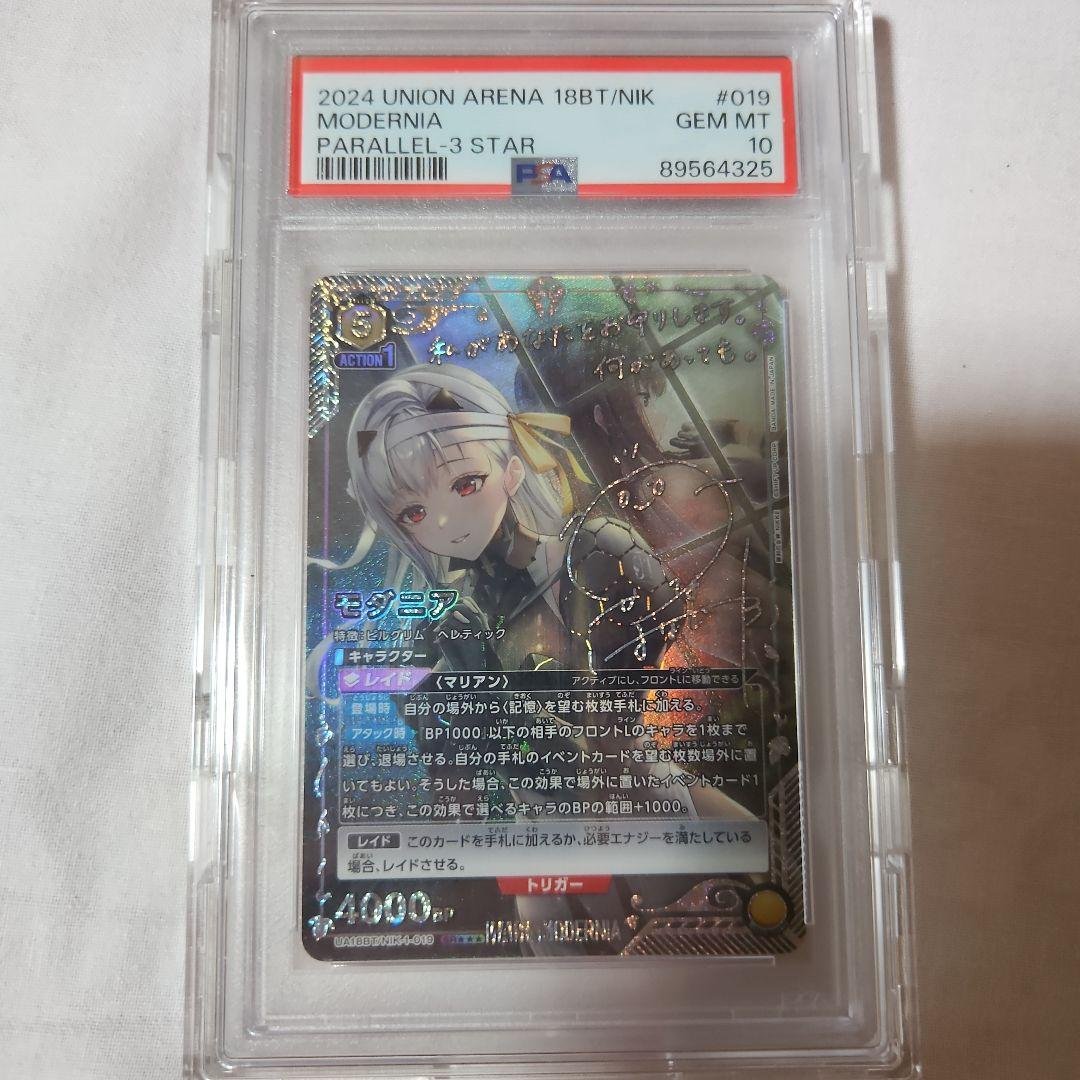 2024 UNION ARENA 18BT/NIK #019
MODERNIA GEM MT
PARALLEL-3 STAR 10
PSA 89564325
5
ACTION 1
私があなたをお守りします。
何があっても。
モダニア
特徴:ピルグリム ヘレティック
キャラクター
レイド 〈マリアン〉 アクティブにし、フロントLに移動できる
登場時 自分の場外から〈記憶〉を望む枚数手札に加える。
アタック時 『BP1000』以下の相手のフロントLのキャラを1枚まで
選び、退場させる。自分の手札のイベントカードを望む枚数場外に置
いてもよい。そうした場合、この効果で場外に置いたイベントカード1
枚につき、この効果で選べるキャラのBPの範囲+1000。
レイド このカードを手札に加えるか、必要エナジーを満たしている
場合、レイドさせる。
トリガー
4000BP
UA18BT/NIK-1-019 SR★★★ MODERNIA